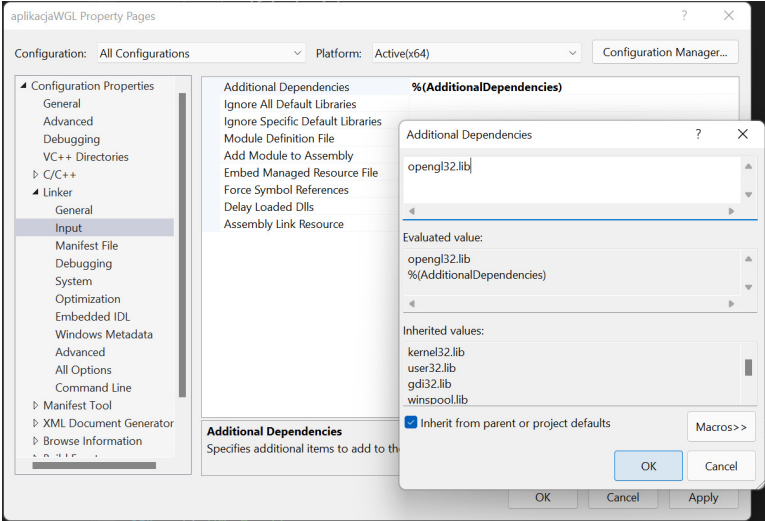 aplikacjaWGL Property Pages
?
Configuration: All Configurations Platform: Active(x64) Configuration Manager...
Configuration Properties
General
Advanced
Debugging
VC++ Directories
C/C++
Linker
General
Input
Manifest File
Debugging
System
Optimization
Embedded IDL
Windows Metadata
Advanced
All Options
Command Line
Manifest Tool
XML Document Generator
Browse Information
Additional Dependencies %(AdditionalDependencies)
Ignore All Default Libraries
Ignore Specific Default Libraries
Module Definition File
Add Module to Assembly
Embed Managed Resource File
Force Symbol References
Delay Loaded Dlls
Assembly Link Resource
Additional Dependencies
Specifies additional items to add to the
OK Cancel Apply
Additional Dependencies ?
opengl32.lib
Evaluated value:
opengl32.lib
%(AdditionalDependencies)
Inherited values:
kernel32.lib
user32.lib
gdi32.lib
winspool.lib
Inherit from parent or project defaults
Macros>>
OK Cancel